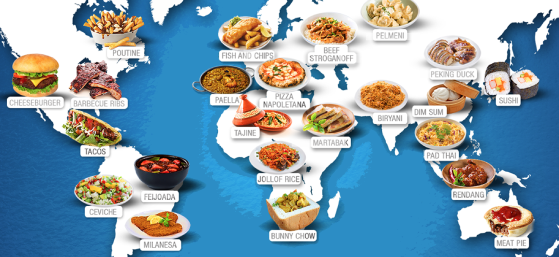 POUTINE
CHEESEBURGER
BARBECUE RIBS
TACOS
CEVICHE
FEIJOADA
MILANESA
FISH AND CHIPS
BEEF
STROGANOFF
PELMENI
PAELLA
PIZZA
NAPOLETANA
TAJINE
MARTABAK
JOLLOF RICE
BUNNY CHOW
PEKING DUCK
BIRYANI
DIM SUM
SUSHI
PAD THAI
RENDANG
MEAT PIE